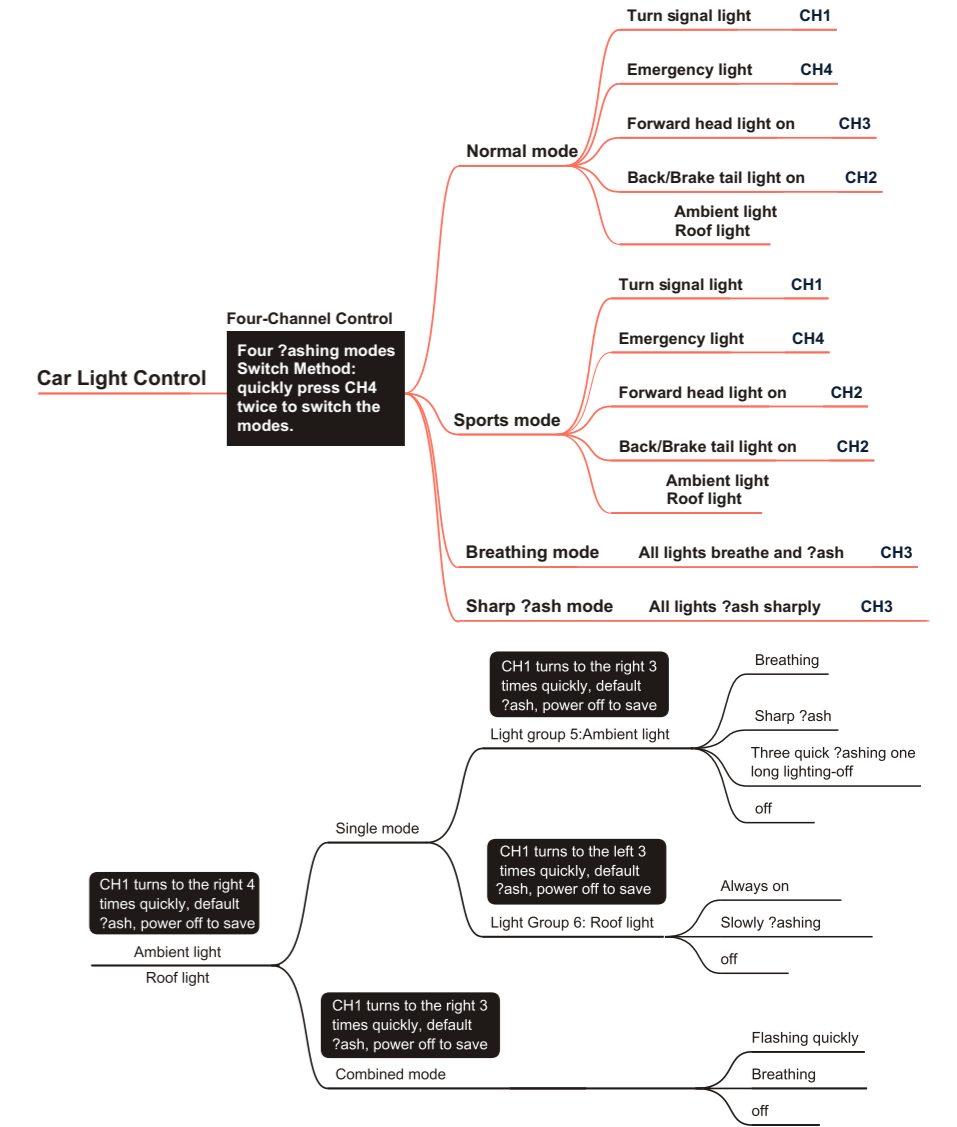 Turn signal light CH1
Emergency light CH4
Forward head light on CH3
Normal mode
Back/Brake tail light on CH2
Ambient light
Roof light
Turn signal light CH1
Four-Channel Control
Four ?ashing modes
Switch Method:
quickly press CH4
twice to switch the
modes.
Car Light Control
Emergency light CH4
Forward head light on CH2
Sports mode
Back/Brake tail light on CH2
Ambient light
Roof light
Breathing mode All lights breathe and ?ash CH3
Sharp ?ash mode All lights ?ash sharply CH3
CH1 turns to the right 3
times quickly, default
?ash, power off to save
Light group 5:Ambient light
Breathing
Sharp ?ash
Three quick ?ashing one
long lighting-off
off
Single mode
CH1 turns to the left 3
times quickly, default
?ash, power off to save
Light Group 6: Roof light
Always on
Slowly ?ashing
off
CH1 turns to the right 4
times quickly, default
?ash, power off to save
Ambient light
Roof light
CH1 turns to the right 3
times quickly, default
?ash, power off to save
Combined mode
Flashing quickly
Breathing
off